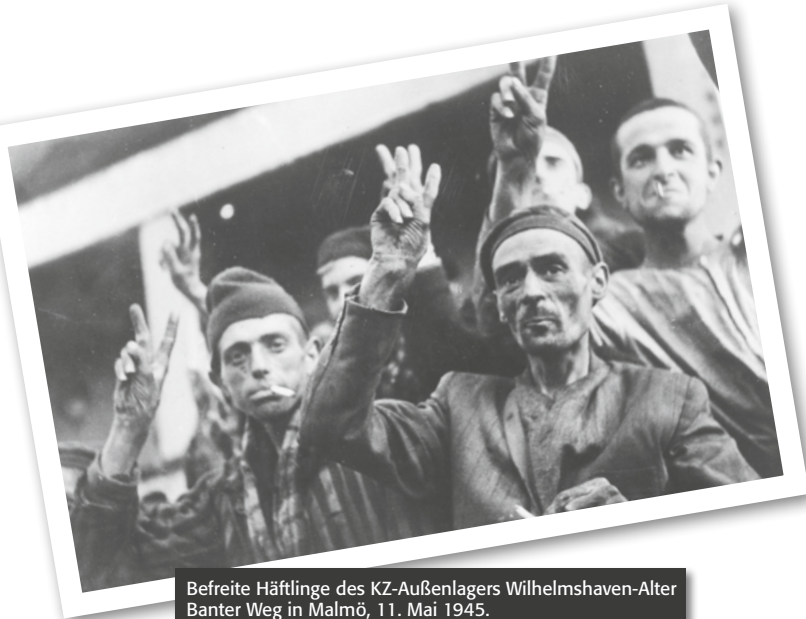 Befreite Häftlinge des KZ-Außenlagers Wilhelmshaven-Alter
Banter Weg in Malmö, 11. Mai 1945.